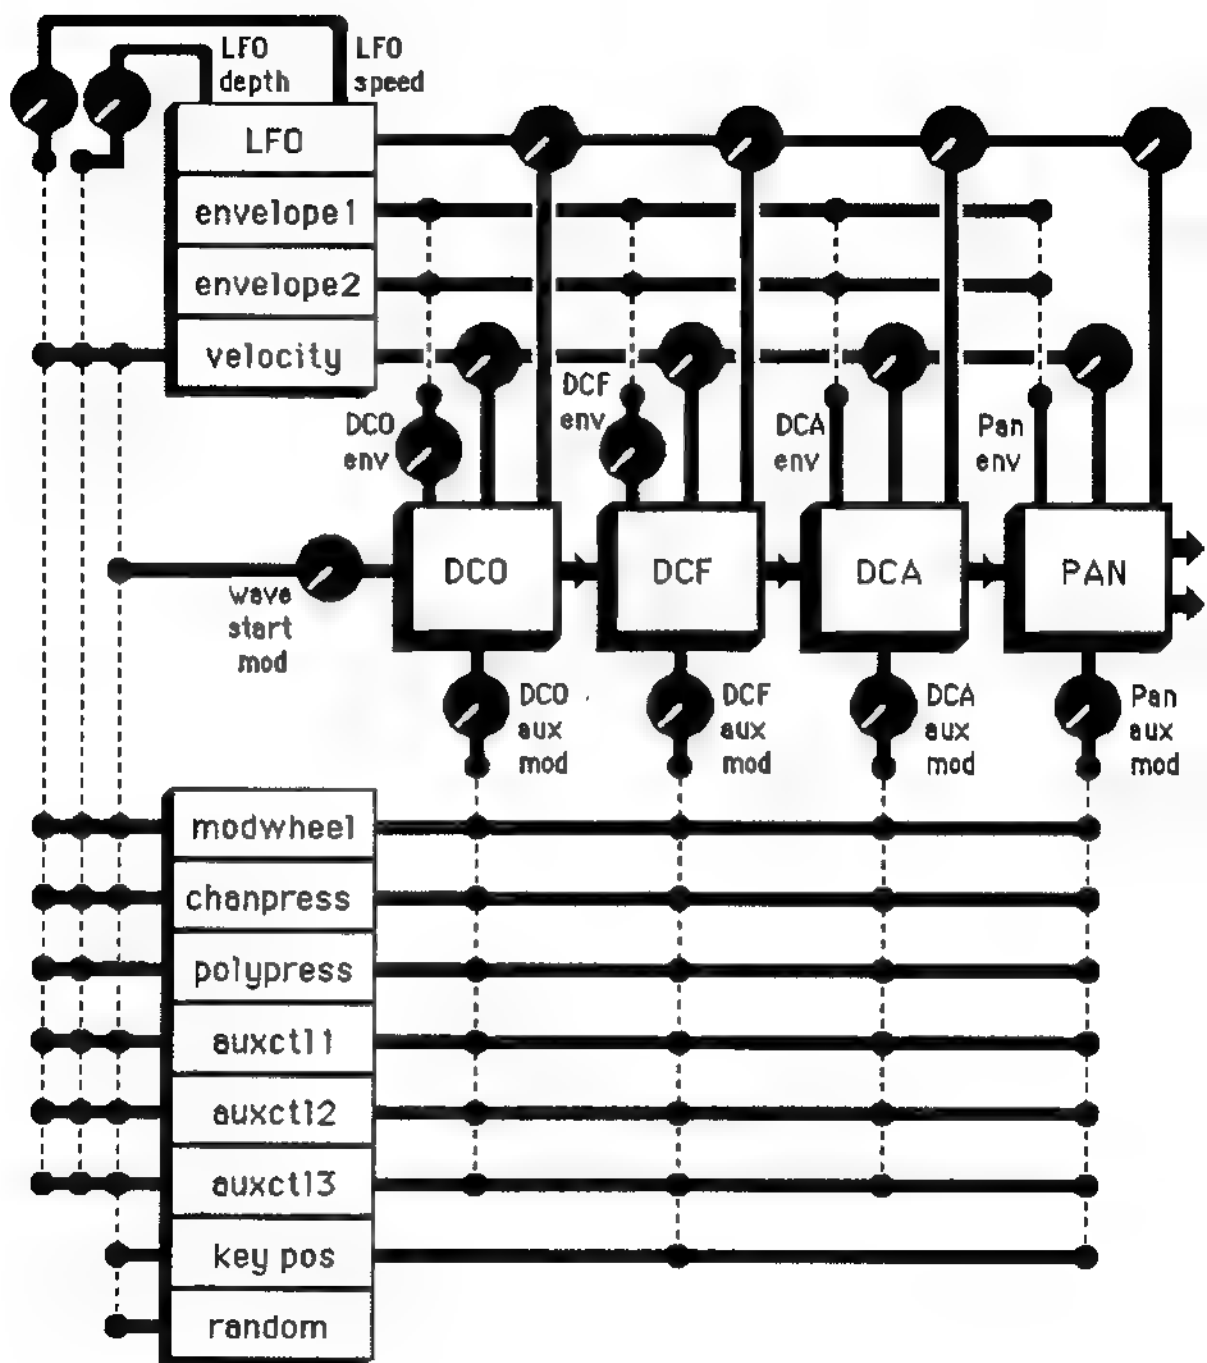 LFO
depth
LFO
speed
LFO
envelope1
envelope2
velocity
DCO
env
DCF
env
DCA
env
Pan
env
DCO
DCF
DCA
PAN
wave
start
mod
DCO
aux
mod
DCF
aux
mod
DCA
aux
mod
Pan
aux
mod
modwheel
chanpress
polypress
auxctl1
auxctl2
auxctl3
key pos
random